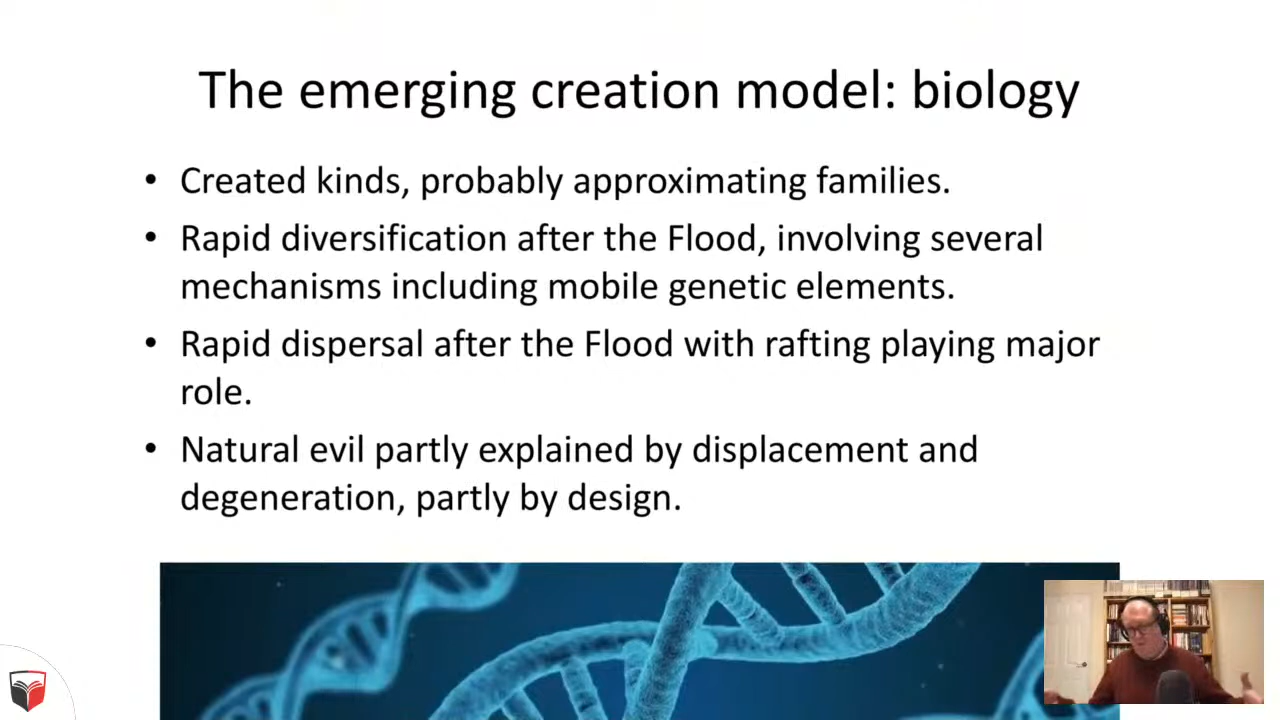 The emerging creation model: biology
• Created kinds, probably approximating families.
• Rapid diversification after the Flood, involving several
mechanisms including mobile genetic elements.
• Rapid dispersal after the Flood with rafting playing major
role.
• Natural evil partly explained by displacement and
degeneration, partly by design.